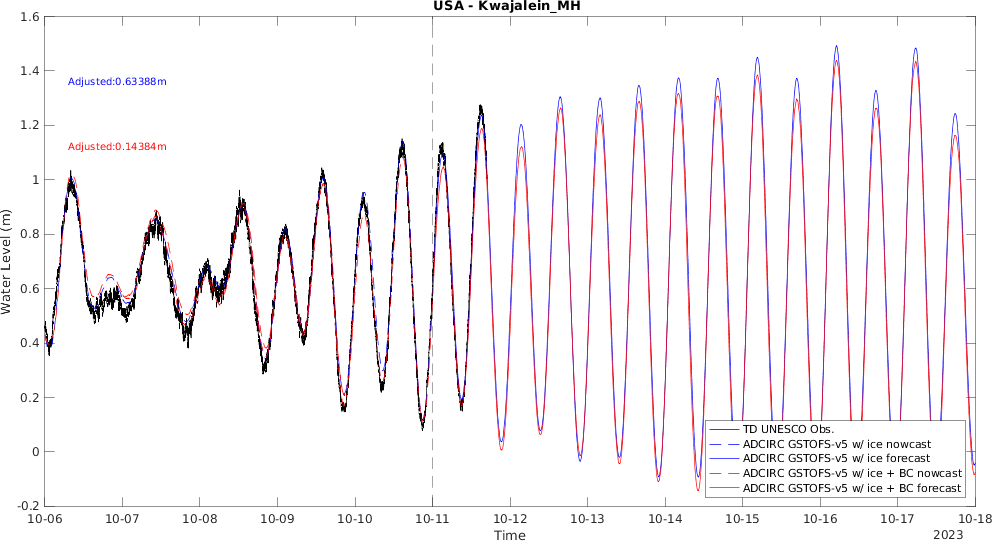 USA - Kwajalein_MH
1.6
1.4
1.2
1
0.8
0.6
0.4
0.2
0
-0.2
Water Level (m)
Adjusted:0.63388m
Adjusted:0.14384m
TD UNESCO Obs.
ADCIRC GSTOFS-v5 w/ ice nowcast
ADCIRC GSTOFS-v5 w/ ice forecast
ADCIRC GSTOFS-v5 w/ ice + BC nowcast
ADCIRC GSTOFS-v5 w/ ice + BC forecast
10-06 10-07 10-08 10-09 10-10 10-11 10-12 10-13 10-14 10-15 10-16 10-17 10-18
Time
2023